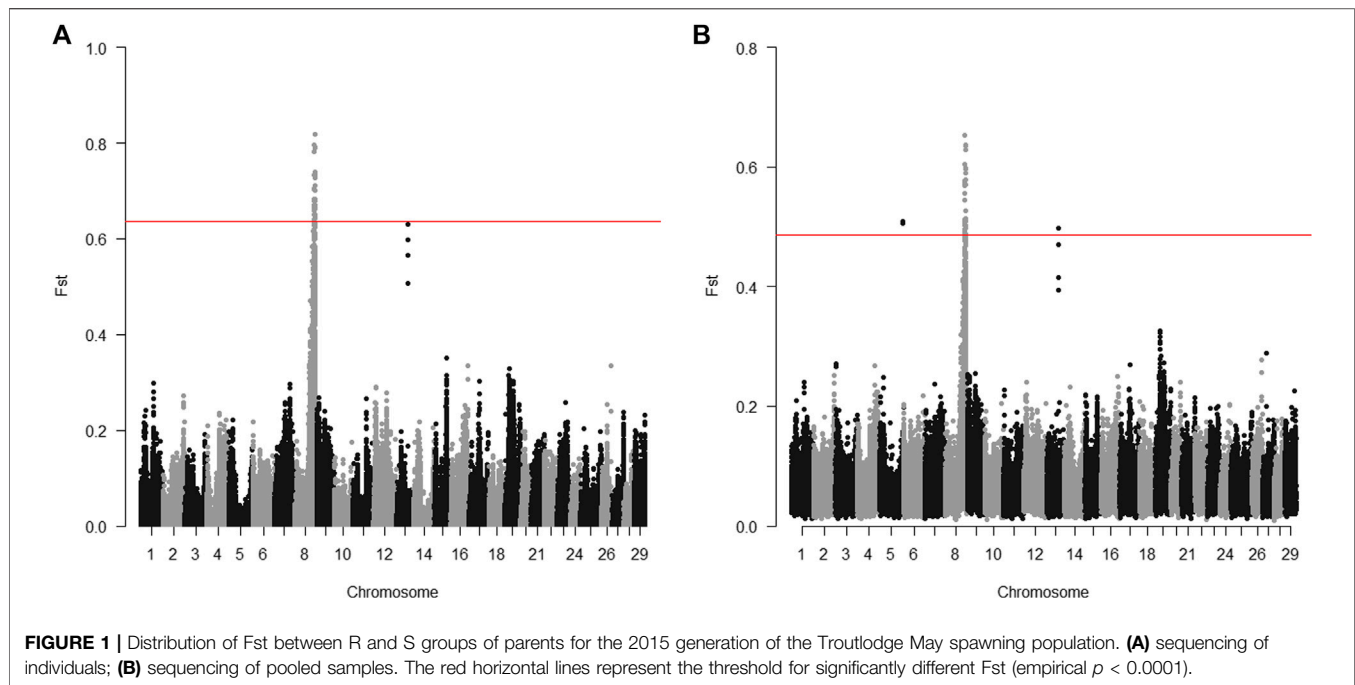 A
1.0
0.8
0.6
0.4
0.2
0.0
Fst
1 2 3 4 5 6 8 10 12 14 16 18 21 24 26 29
Chromosome
B
0.8
0.6
0.4
0.2
0.0
Fst
1 2 3 4 5 6 8 10 12 14 16 18 21 24 26 29
Chromosome
FIGURE 1 | Distribution of Fst between R and S groups of parents for the 2015 generation of the Troutlodge May spawning population. (A) sequencing of
individuals; (B) sequencing of pooled samples. The red horizontal lines represent the threshold for significantly different Fst (empirical p < 0.0001).